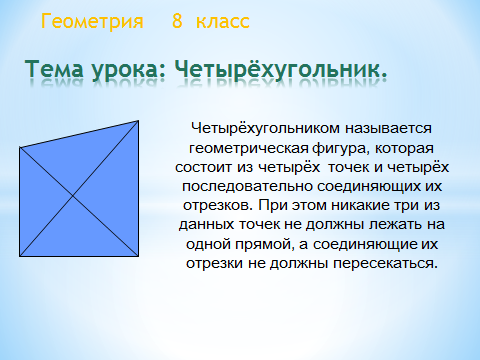 Геометрия 8 класс
Тема урока: Четырёхугольник.
Четырёхугольником называется
геометрическая фигура, которая
состоит из четырёх точек и четырёх
последовательно соединяющих их
отрезков. При этом никакие три из
данных точек не должны лежать на
одной прямой, а соединяющие их
отрезки не должны пересекаться.